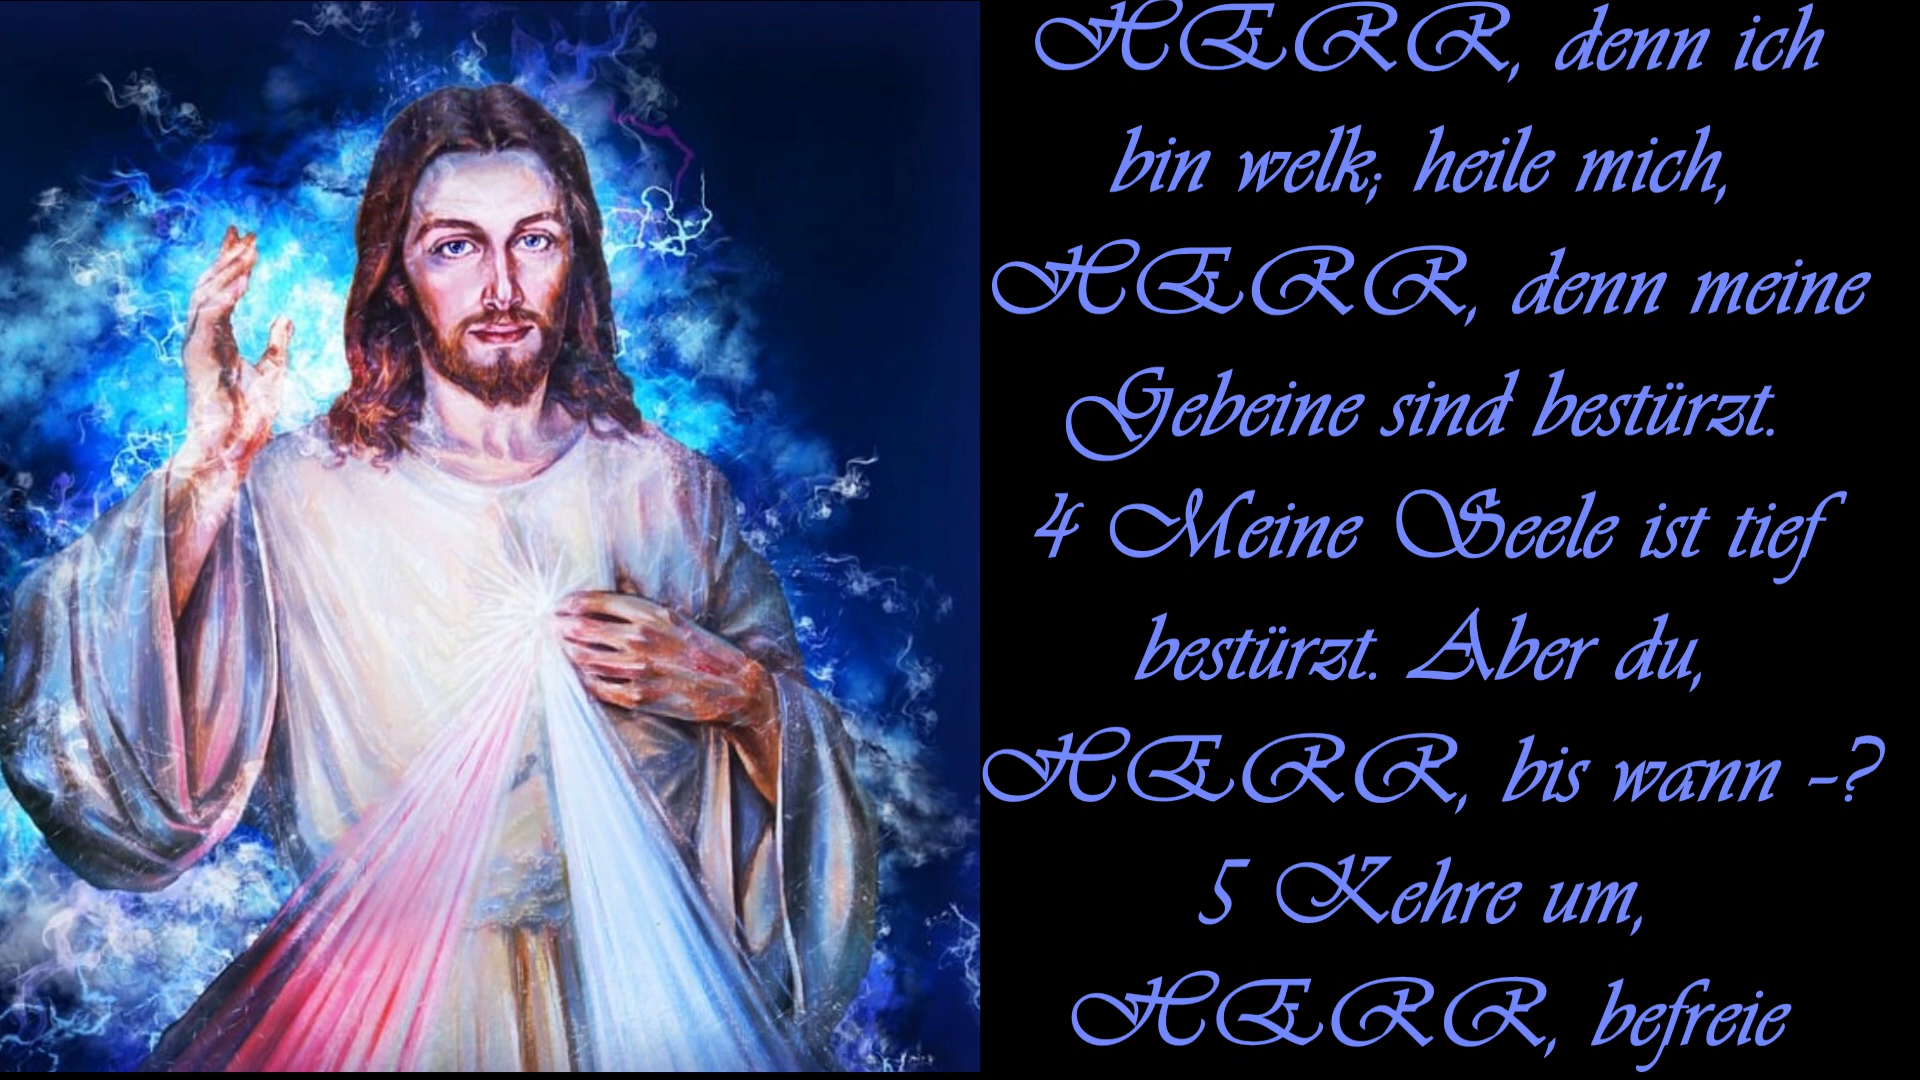 HERR, denn ich
bin welk; heile mich,
HERR, denn meine
Gebeine sind bestürzt.
4 Meine Seele ist tief
bestürzt. Aber du,
HERR, bis wann -?
5 Kehre um,
HERR, befreie